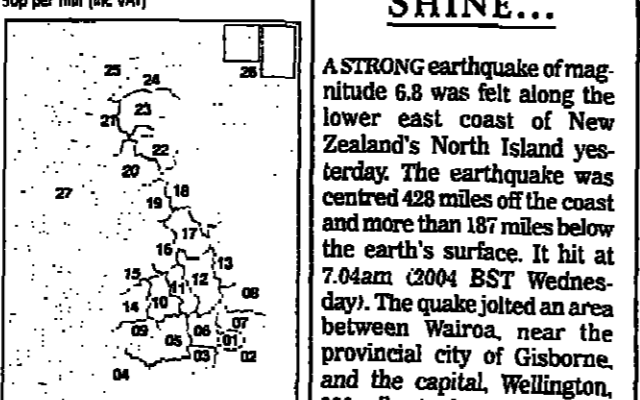 50p per min (inc VAT)
25
24
26
23
21
22
20
27
18
19
17
16
13
15
12
11
08
14
10
07
09
06
05
01
03
02
04
SHINE...
A STRONG earthquake of mag-
nitude 6.8 was felt along the
lower east coast of New
Zealand's North Island yes-
terday. The earthquake was
centred 428 miles off the coast
and more than 187 miles below
the earth's surface. It hit at
7.04am (2004 BST Wednes-
day). The quake jolted an area
between Wairoa, near the
provincial city of Gisborne,
and the capital, Wellington,